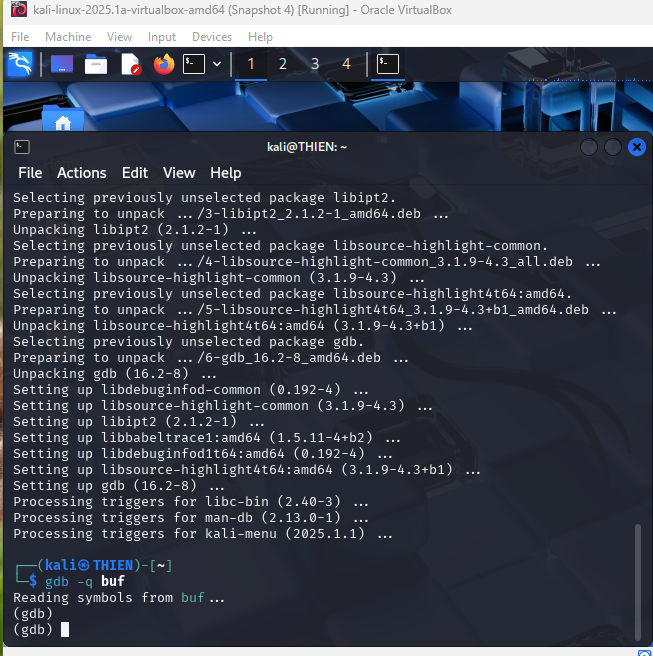 kali-linux-2025.1a-virtualbox-amd64 (Snapshot 4) [Running] - Oracle VirtualBox
File Machine View Input Devices Help
1 2 3 4
kali@THIEN: ~
File Actions Edit View Help
Selecting previously unselected package libipt2.
Preparing to unpack .../3-libipt2_2.1.2-1_amd64.deb ...
Unpacking libipt2 (2.1.2-1) ...
Selecting previously unselected package libsource-highlight-common.
Preparing to unpack .../4-libsource-highlight-common_3.1.9-4.3_all.deb ...
Unpacking libsource-highlight-common (3.1.9-4.3) ...
Selecting previously unselected package libsource-highlight4t64:amd64.
Preparing to unpack .../5-libsource-highlight4t64_3.1.9-4.3+b1_amd64.deb ...
Unpacking libsource-highlight4t64:amd64 (3.1.9-4.3+b1) ...
Selecting previously unselected package gdb.
Preparing to unpack .../6-gdb_16.2-8_amd64.deb ...
Unpacking gdb (16.2-8) ...
Setting up libdebuginfod-common (0.192-4) ...
Setting up libsource-highlight-common (3.1.9-4.3) ...
Setting up libipt2 (2.1.2-1) ...
Setting up libbabeltrace1:amd64 (1.5.11-4+b2) ...
Setting up libdebuginfod1t64:amd64 (0.192-4) ...
Setting up libsource-highlight4t64:amd64 (3.1.9-4.3+b1) ...
Setting up gdb (16.2-8) ...
Processing triggers for libc-bin (2.40-3) ...
Processing triggers for man-db (2.13.0-1) ...
Processing triggers for kali-menu (2025.1.1) ...
┌──(kali㉿THIEN)-[~]
└─$ gdb -q buf
Reading symbols from buf...
(gdb)
(gdb)